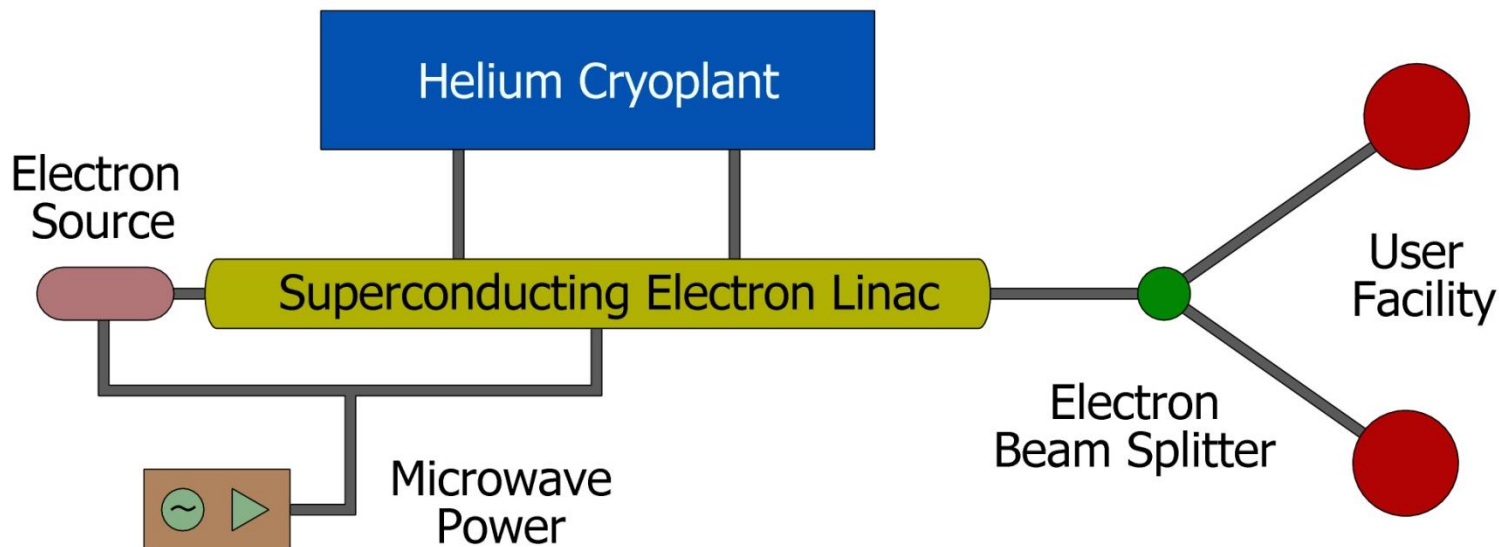 Helium Cryoplant
Electron
Source
Superconducting Electron Linac
User
Facility
Electron
Beam Splitter
Microwave
Power
~